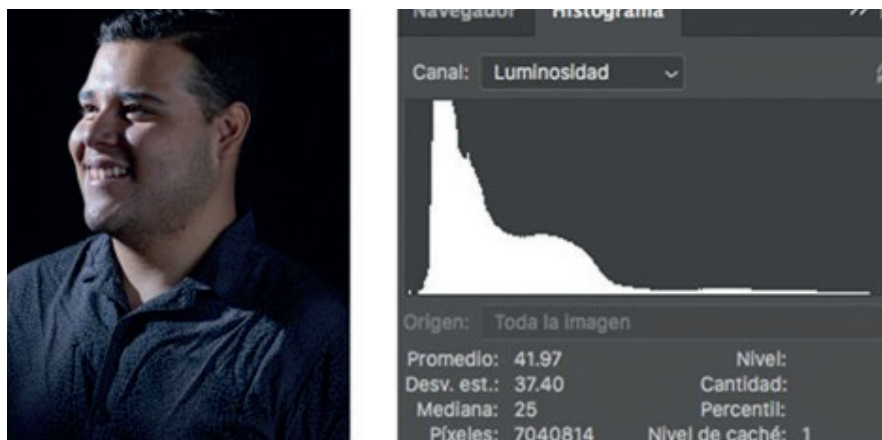 Navegador Histograma
Canal: Luminosidad
Origen: Toda la imagen
Promedio: 41.97 Nivel:
Desv. est.: 37.40 Cantidad:
Mediana: 25 Percentil:
Píxeles: 7040814 Nivel de caché: 1